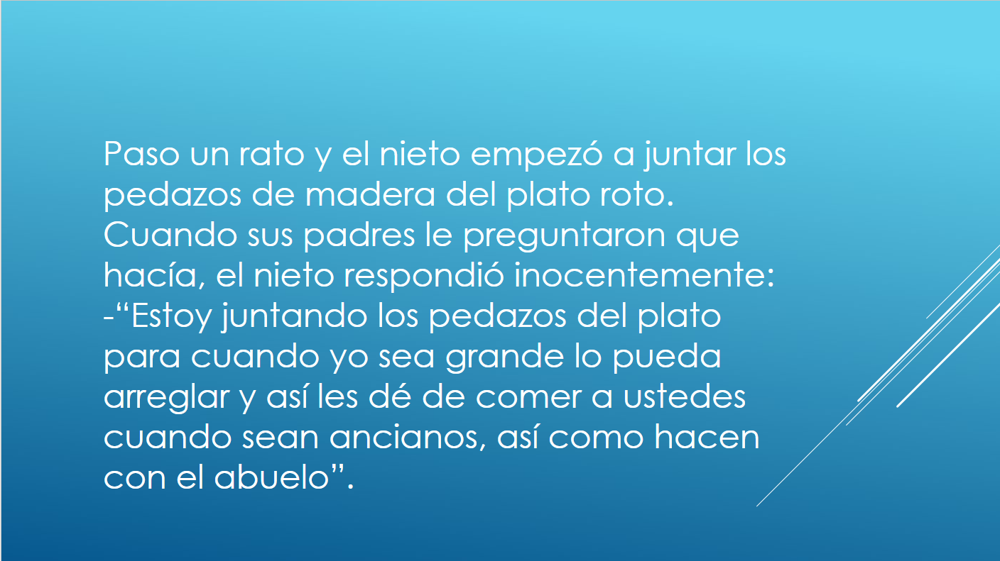 Paso un rato y el nieto empezó a juntar los
pedazos de madera del plato roto.
Cuando sus padres le preguntaron que
hacía, el nieto respondió inocentemente:
-“Estoy juntando los pedazos del plato
para cuando yo sea grande lo pueda
arreglar y así les dé de comer a ustedes
cuando sean ancianos, así como hacen
con el abuelo”.